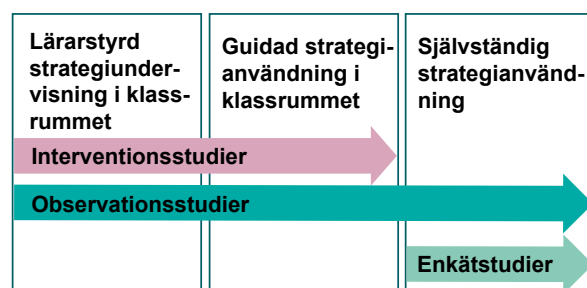 Lärarstyrd
strategiunder-
visning i klass-
rummet
Guidad strategi-
användning i
klassrummet
Självständig
strategianvänd-
ning
Interventionsstudier
Observationsstudier
Enkätstudier